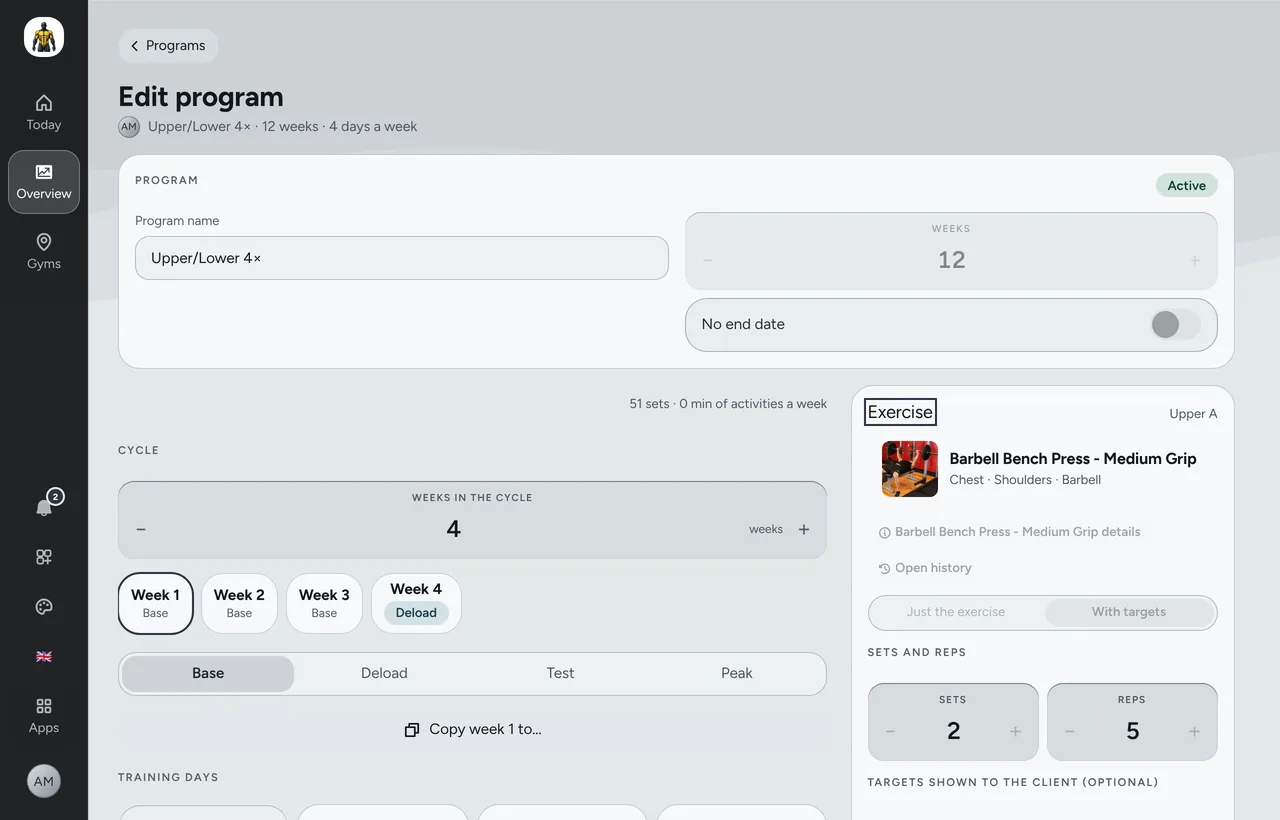 Today
Overview
Gyms
2
Apps
AM
Programs
Edit program
AM
Upper/Lower 4× · 12 weeks · 4 days a week
PROGRAM
Active
Program name
Upper/Lower 4×
WEEKS
− 12 +
No end date
51 sets · 0 min of activities a week
CYCLE
WEEKS IN THE CYCLE
− 4 weeks +
Week 1
Base
Week 2
Base
Week 3
Base
Week 4
Deload
Base
Deload
Test
Peak
Copy week 1 to...
TRAINING DAYS
Exercise
Upper A
Barbell Bench Press - Medium Grip
Chest · Shoulders · Barbell
Barbell Bench Press - Medium Grip details
Open history
Just the exercise
With targets
SETS AND REPS
SETS
− 2 +
REPS
− 5 +
TARGETS SHOWN TO THE CLIENT (OPTIONAL)